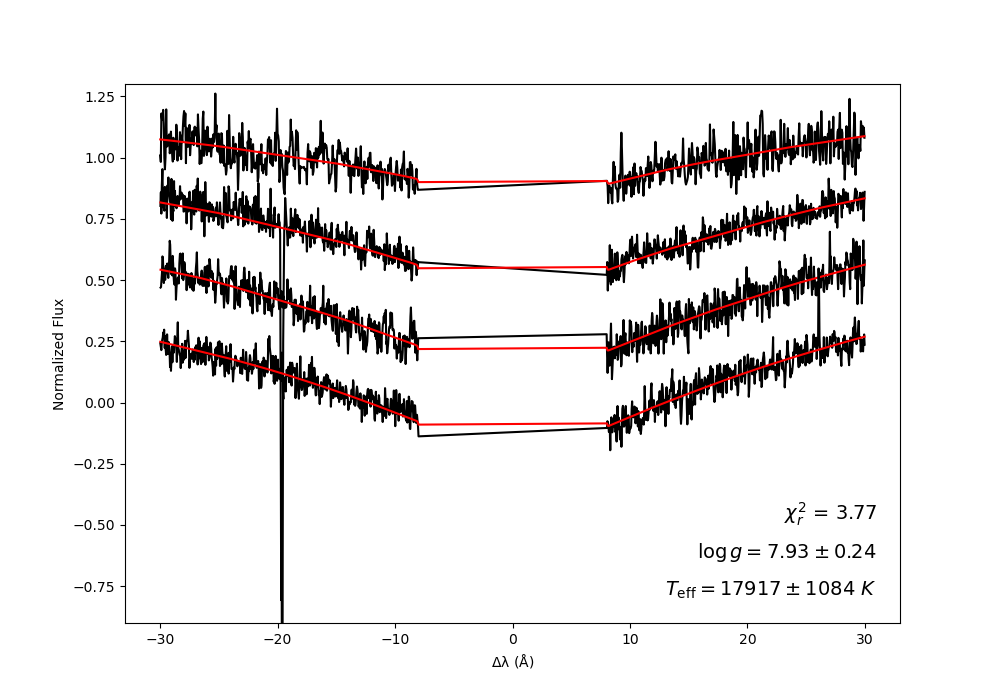 1.25
1.00
0.75
0.50
0.25
0.00
−0.25
−0.50
−0.75
Normalized Flux
χ²ᵣ = 3.77
log g = 7.93 ± 0.24
T_eff = 17917 ± 1084 K
−30 −20 −10 0 10 20 30
Δλ (Å)